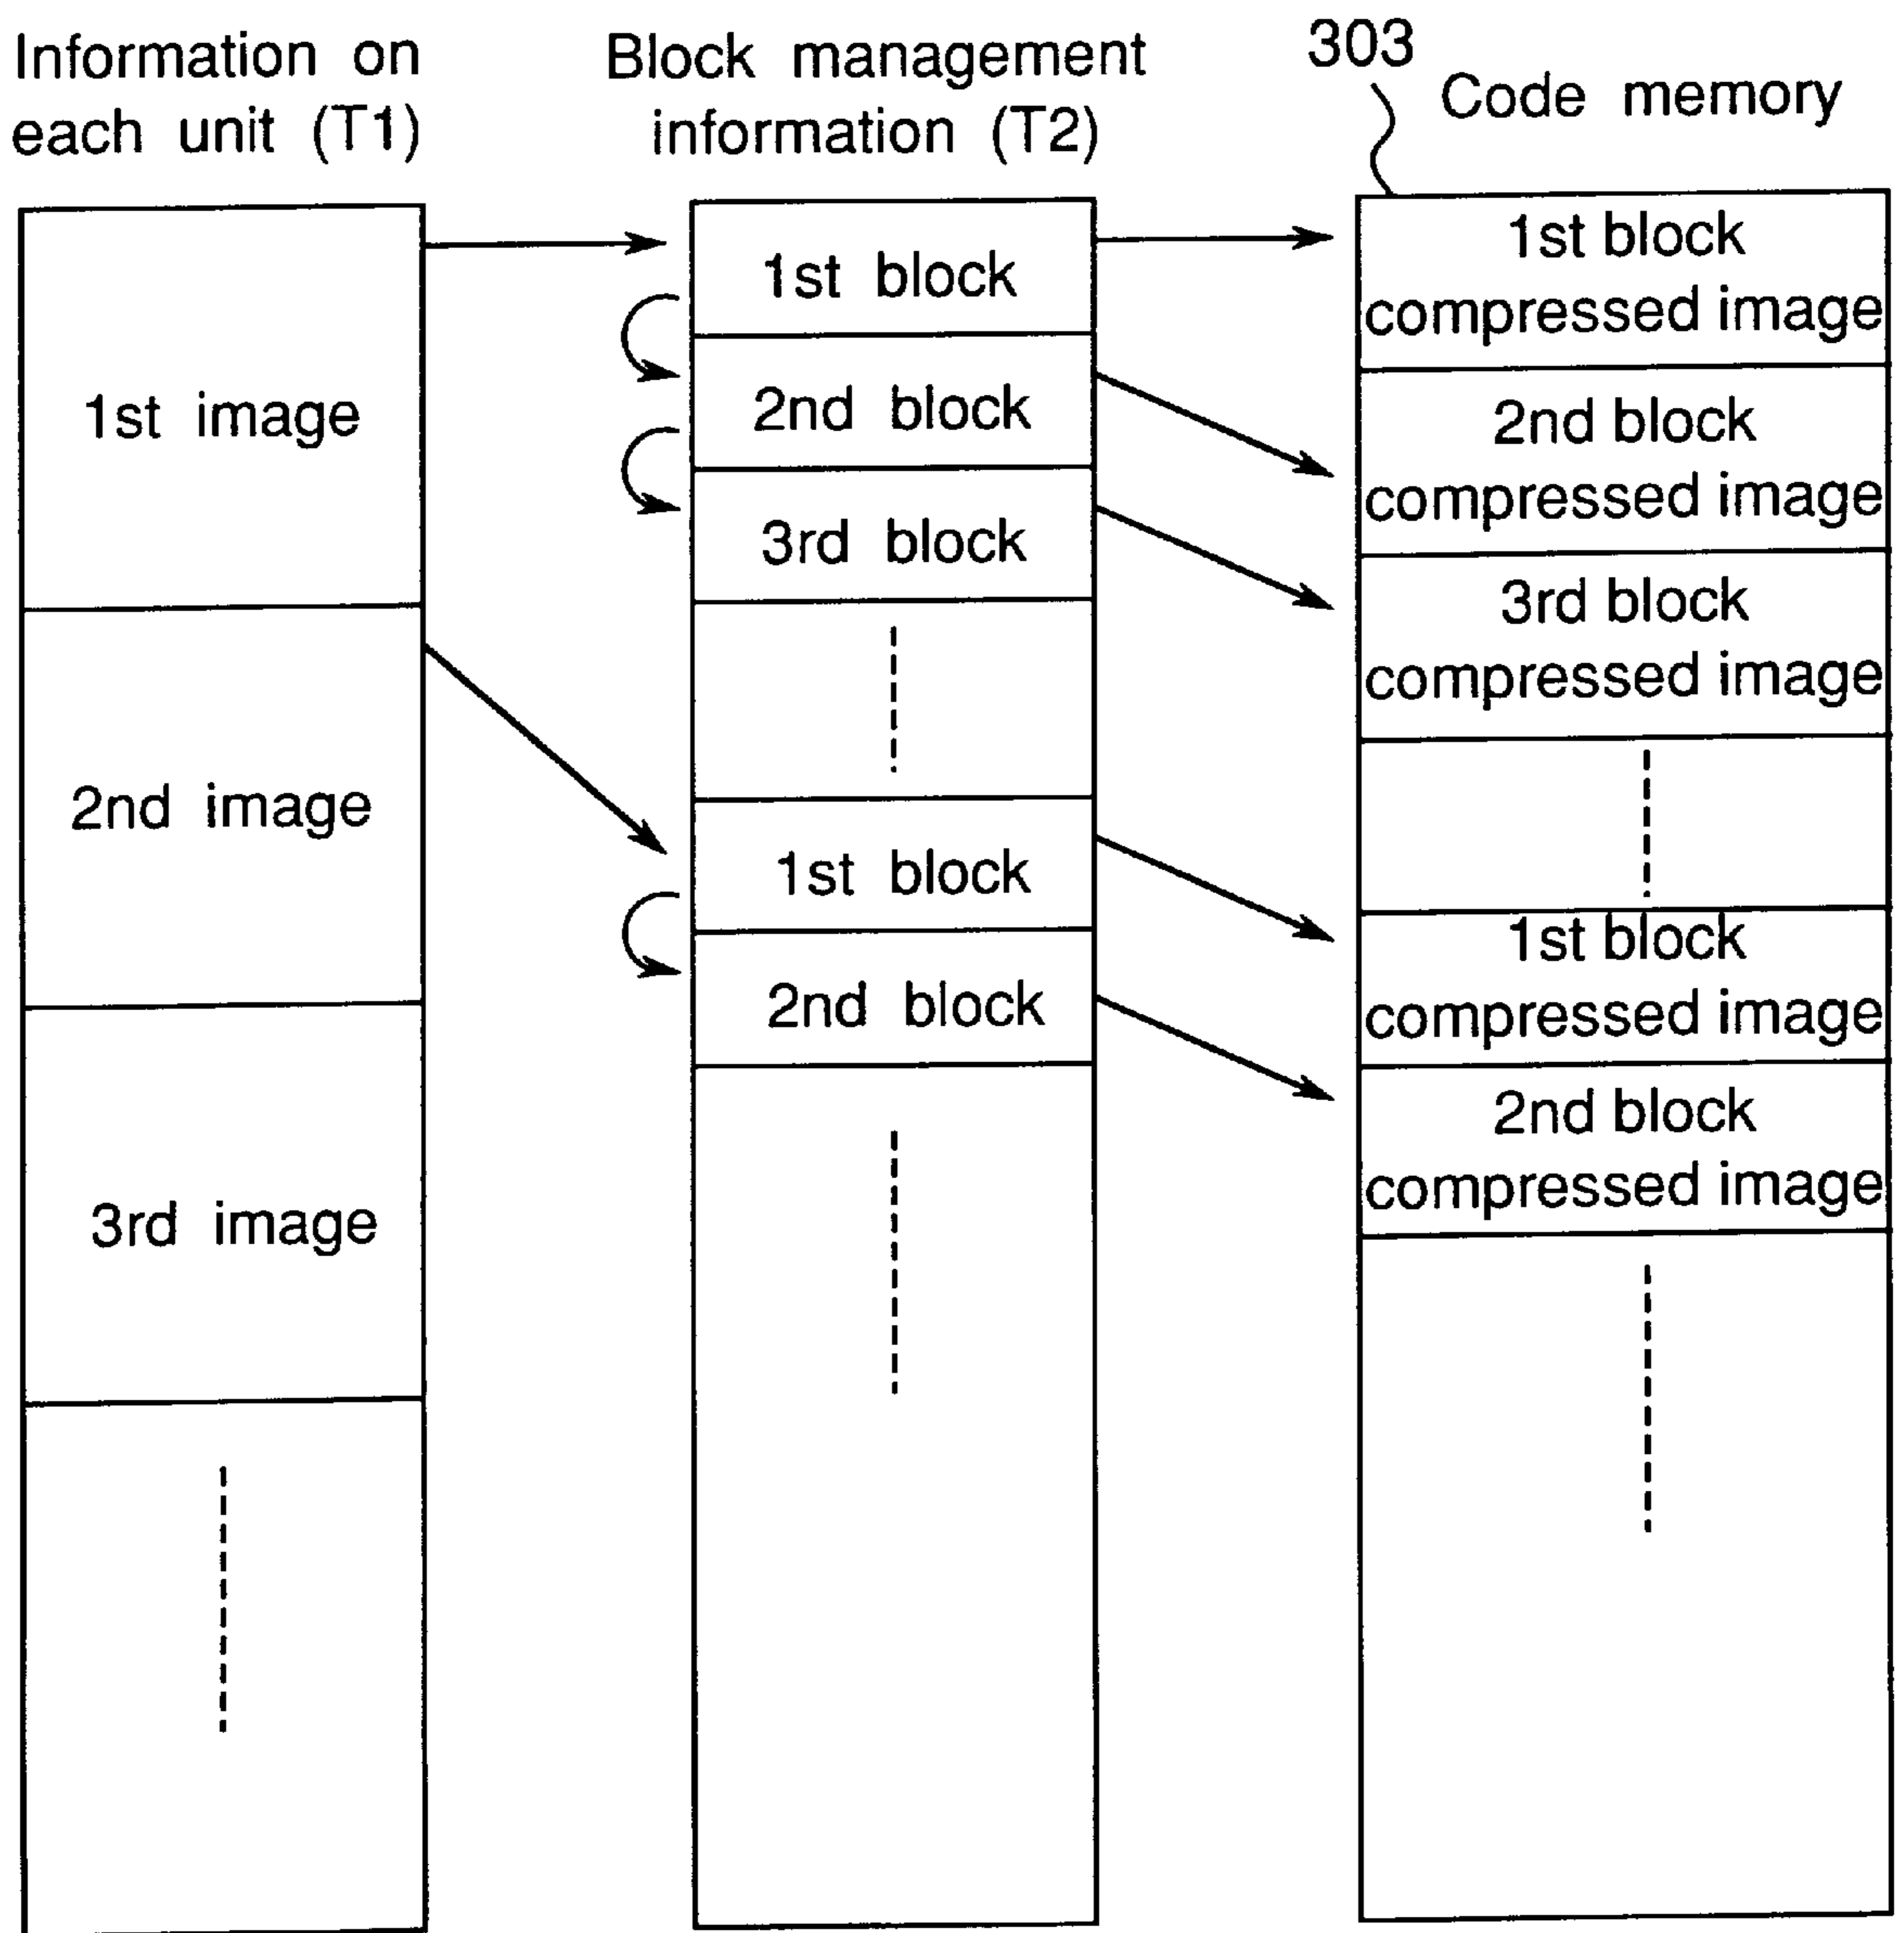 Information on
each unit (T1)
Block management
information (T2)
303
Code memory
1st image
2nd image
3rd image
1st block
2nd block
3rd block
1st block
2nd block
1st block
compressed image
2nd block
compressed image
3rd block
compressed image
1st block
compressed image
2nd block
compressed image